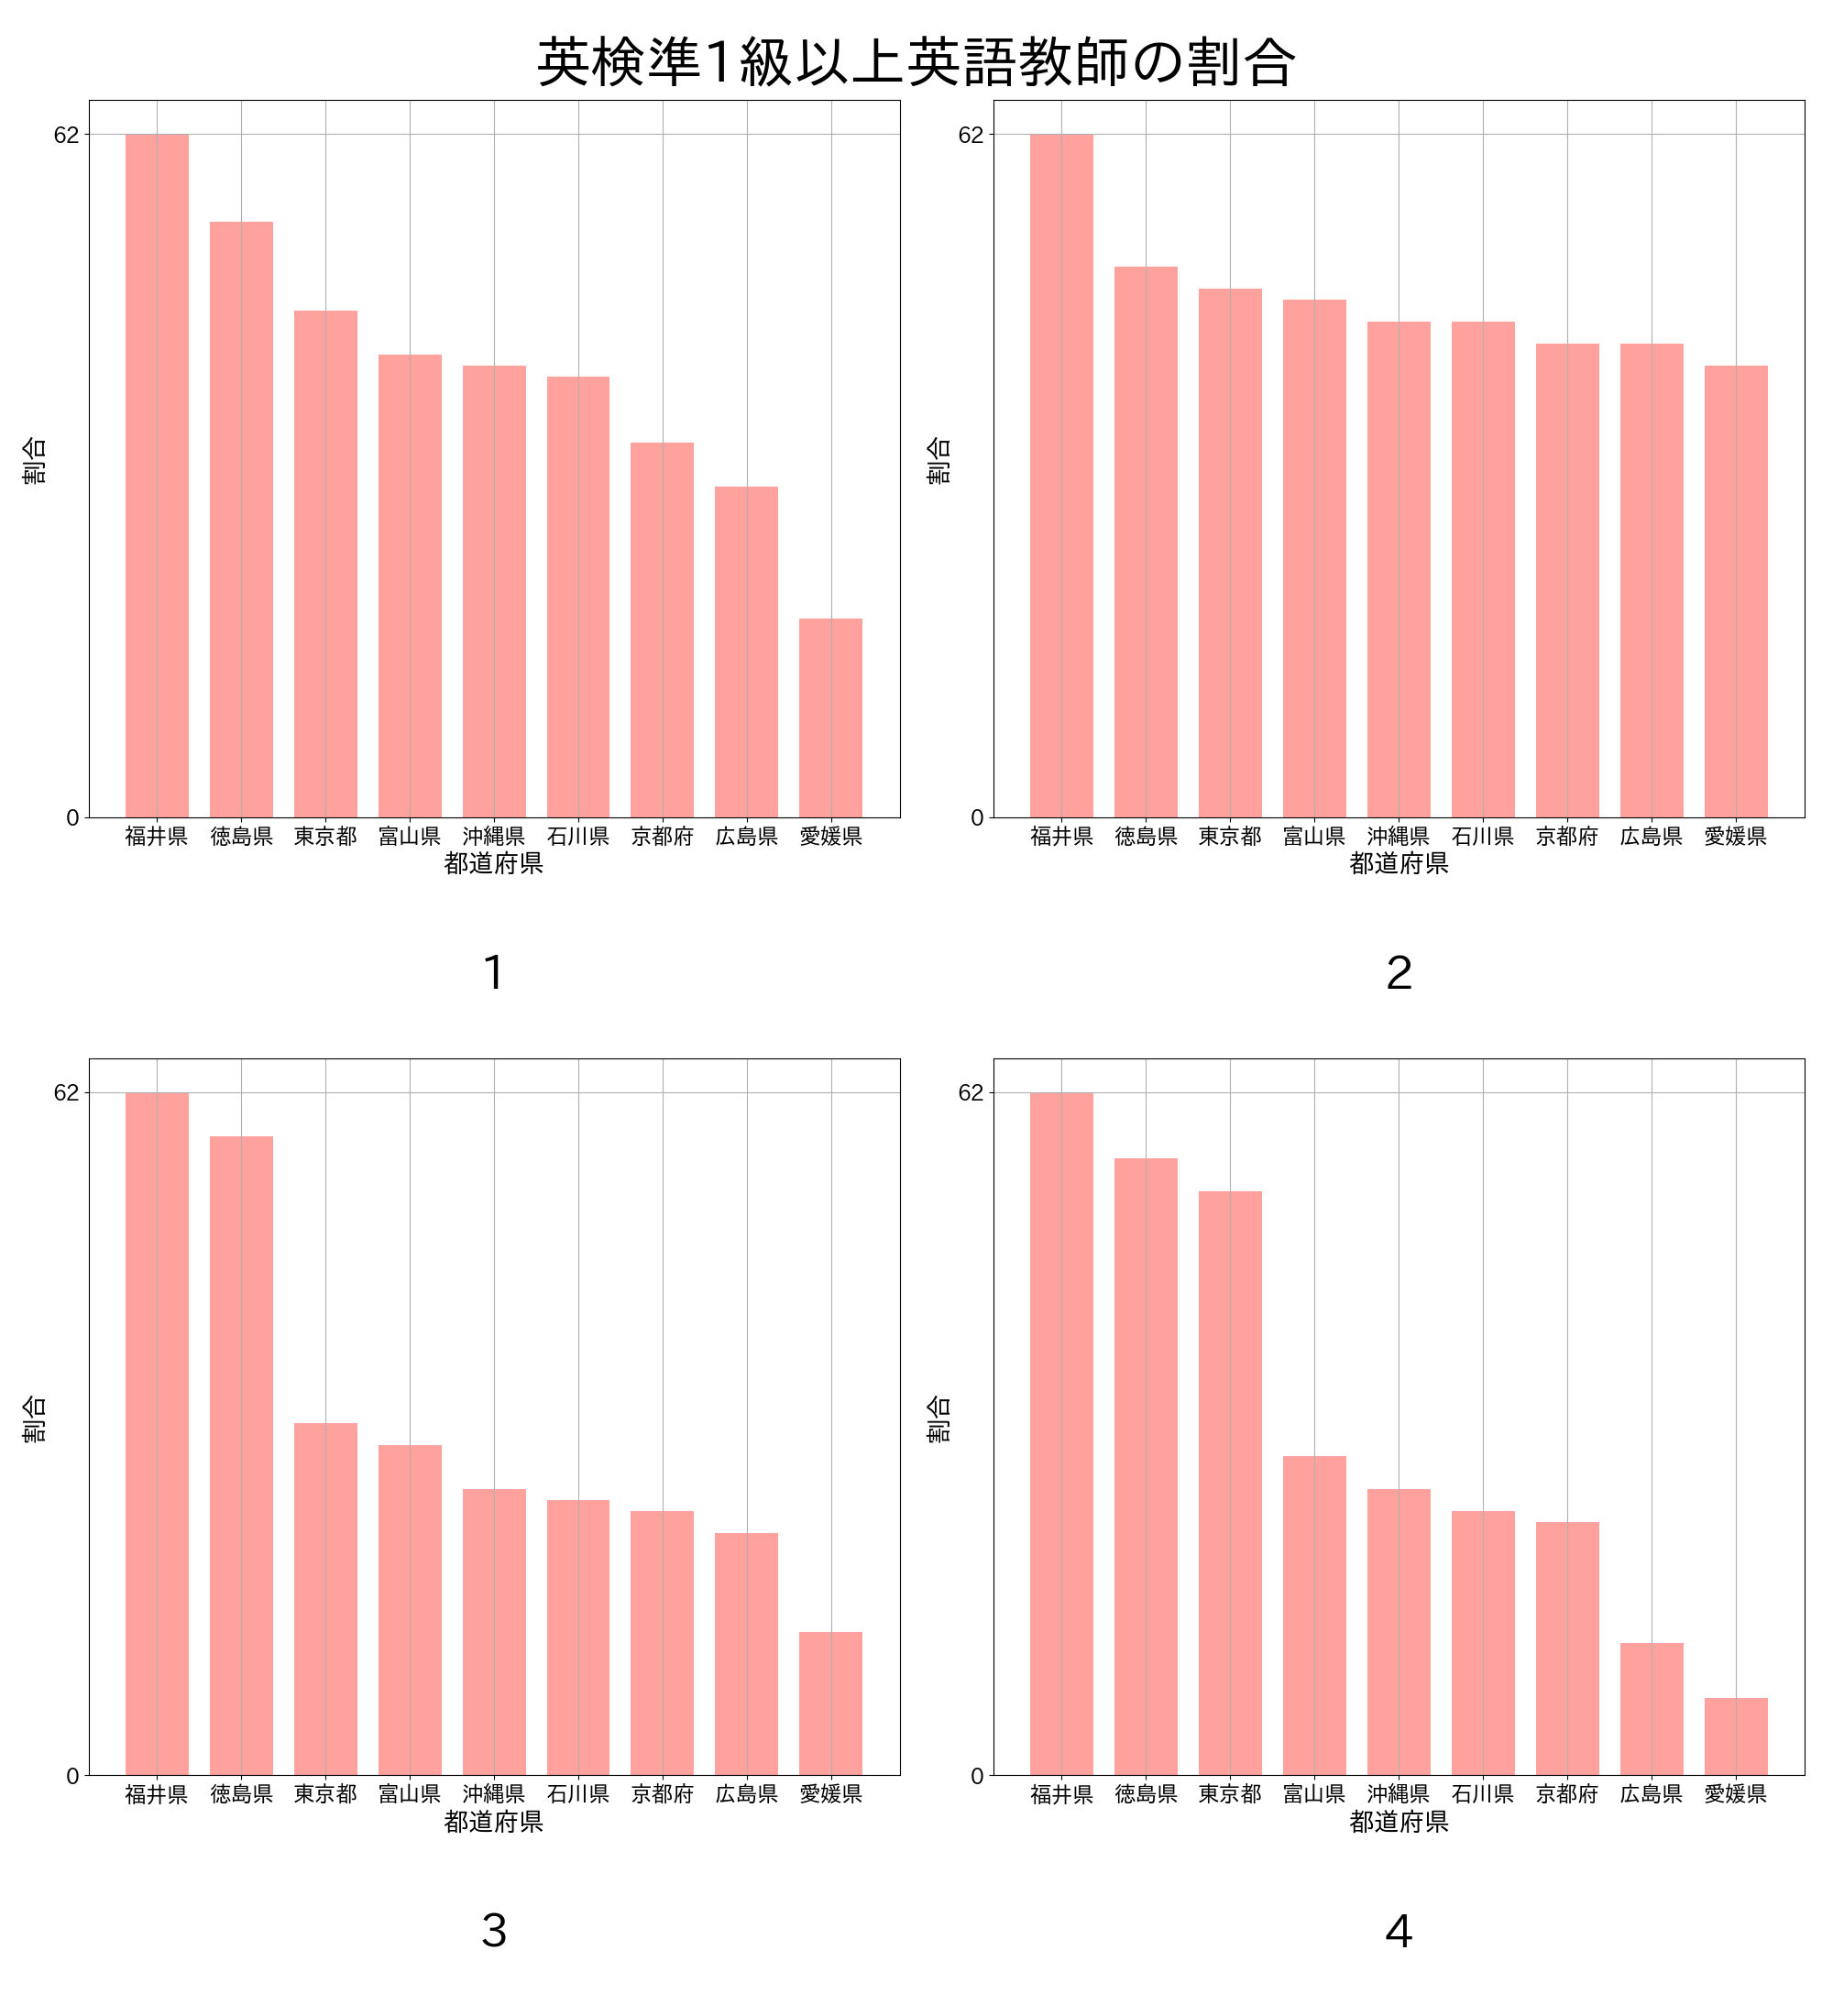 英検準1級以上英語教師の割合
62
0
割合
福井県 徳島県 東京都 富山県 沖縄県 石川県 京都府 広島県 愛媛県
都道府県
1
62
0
割合
福井県 徳島県 東京都 富山県 沖縄県 石川県 京都府 広島県 愛媛県
都道府県
2
62
0
割合
福井県 徳島県 東京都 富山県 沖縄県 石川県 京都府 広島県 愛媛県
都道府県
3
62
0
割合
福井県 徳島県 東京都 富山県 沖縄県 石川県 京都府 広島県 愛媛県
都道府県
4